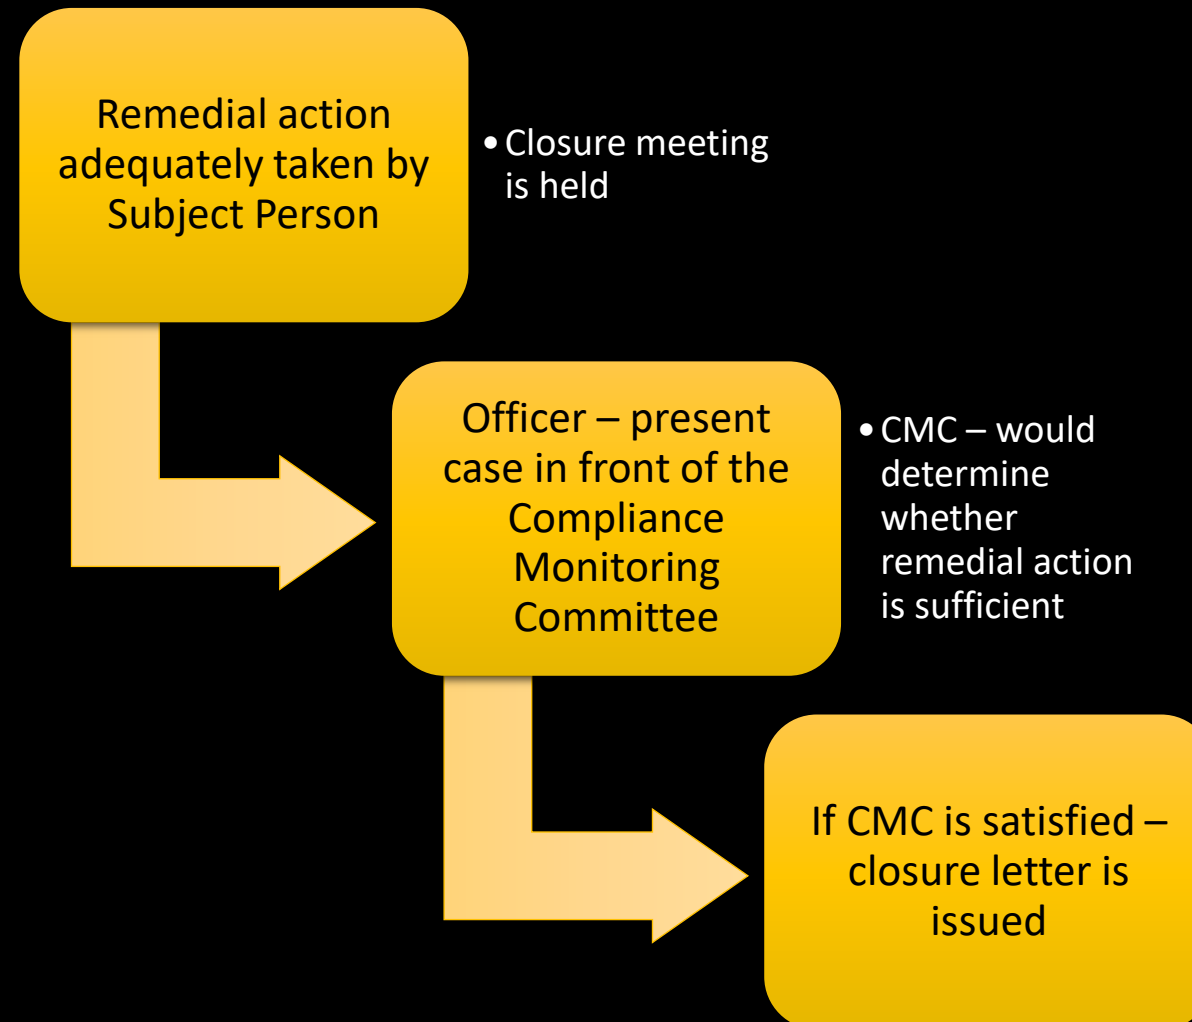 Remedial action
adequately taken by
Subject Person
• Closure meeting
is held
Officer – present
case in front of the
Compliance
Monitoring
Committee
• CMC – would
determine
whether
remedial action
is sufficient
If CMC is satisfied –
closure letter is
issued